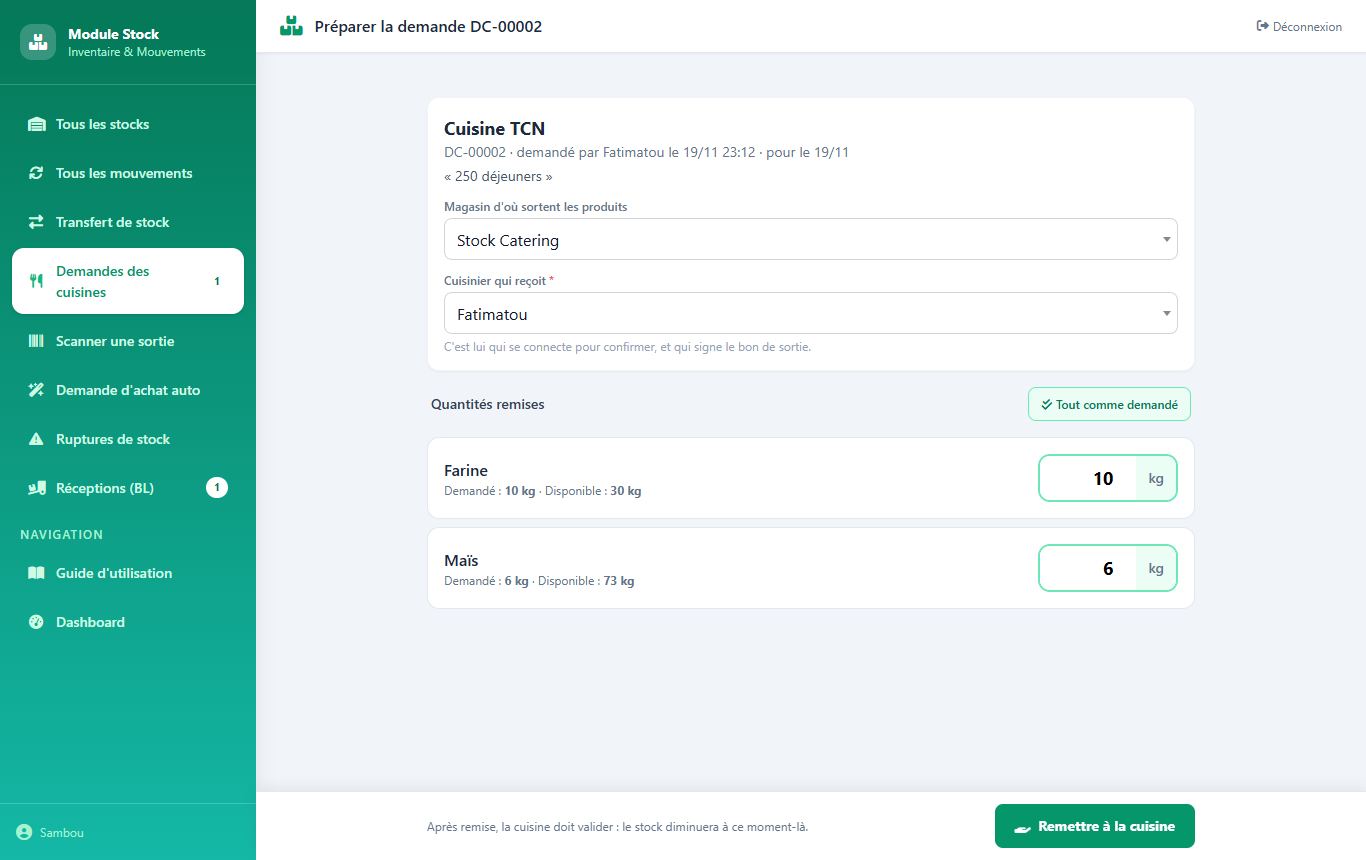 Module Stock
Inventaire & Mouvements
Tous les stocks
Tous les mouvements
Transfert de stock
Demandes des
cuisines
1
Scanner une sortie
Demande d'achat auto
Ruptures de stock
Réceptions (BL)
1
NAVIGATION
Guide d'utilisation
Dashboard
Sambou
Préparer la demande DC-00002
Déconnexion
Cuisine TCN
DC-00002 · demandé par Fatimatou le 19/11 23:12 · pour le 19/11
« 250 déjeuners »
Magasin d'où sortent les produits
Stock Catering
Cuisinier qui reçoit *
Fatimatou
C'est lui qui se connecte pour confirmer, et qui signe le bon de sortie.
Quantités remises
Tout comme demandé
Farine
Demandé : 10 kg · Disponible : 30 kg
10 kg
Maïs
Demandé : 6 kg · Disponible : 73 kg
6 kg
Après remise, la cuisine doit valider : le stock diminuera à ce moment-là.
Remettre à la cuisine